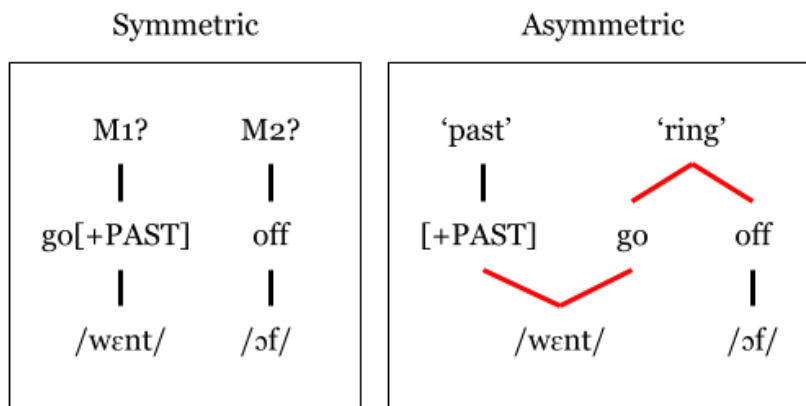 Symmetric Asymmetric
M1? M2? ‘past’ ‘ring’
go[+PAST] off [+PAST] go off
/wɛnt/ /ɔf/ /wɛnt/ /ɔf/